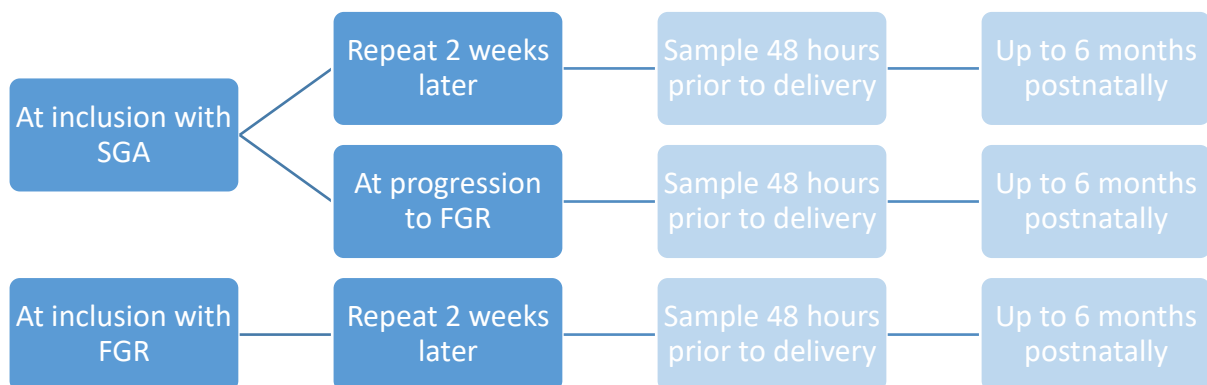 Repeat 2 weeks
later
Sample 48 hours
prior to delivery
Up to 6 months
postnatally
At inclusion with
SGA
At progression
to FGR
Sample 48 hours
prior to delivery
Up to 6 months
postnatally
At inclusion with
FGR
Repeat 2 weeks
later
Sample 48 hours
prior to delivery
Up to 6 months
postnatally